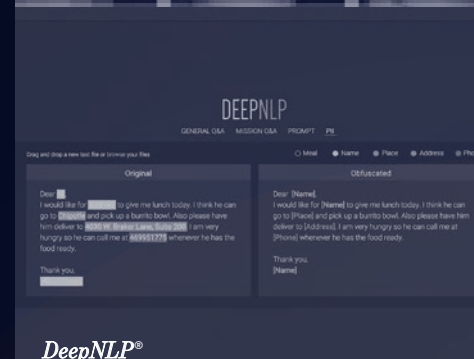 DEEPNLP
GENERAL Q&A MISSION Q&A PROMPT PII
Drag and drop a new text file or browse your files
Meal Name Place Address Pho
Original
Dear
I would like for to give me lunch today. I think he can
go to Chipotle and pick up a burrito bowl. Also please have
him deliver to 4030 W. Braker Lane, Suite 200. I am very
hungry so he can call me at 469951775 whenever he has the
food ready.
Thank you,
Obfuscated
Dear [Name],
I would like for [Name] to give me lunch today. I think he can
go to [Place] and pick up a burrito bowl. Also please have him
deliver to [Address]. I am very hungry so he can call me at
[Phone] whenever he has the food ready.
Thank you,
[Name]
DeepNLP®